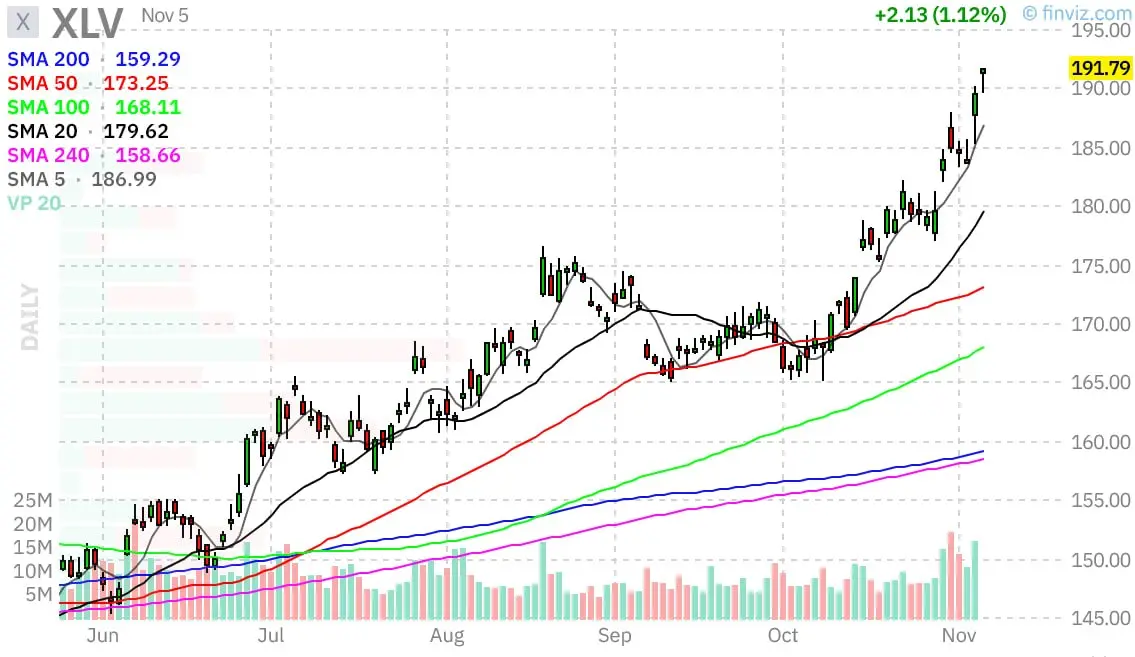 X XLV Nov 5 +2.13 (1.12%) © finviz.com
SMA 200 · 159.29
SMA 50 · 173.25
SMA 100 · 168.11
SMA 20 · 179.62
SMA 240 · 158.66
SMA 5 · 186.99
VP 20
DAILY
195.00
191.79
190.00
185.00
180.00
175.00
170.00
165.00
160.00
155.00
150.00
145.00
25M
20M
15M
10M
5M
Jun Jul Aug Sep Oct Nov